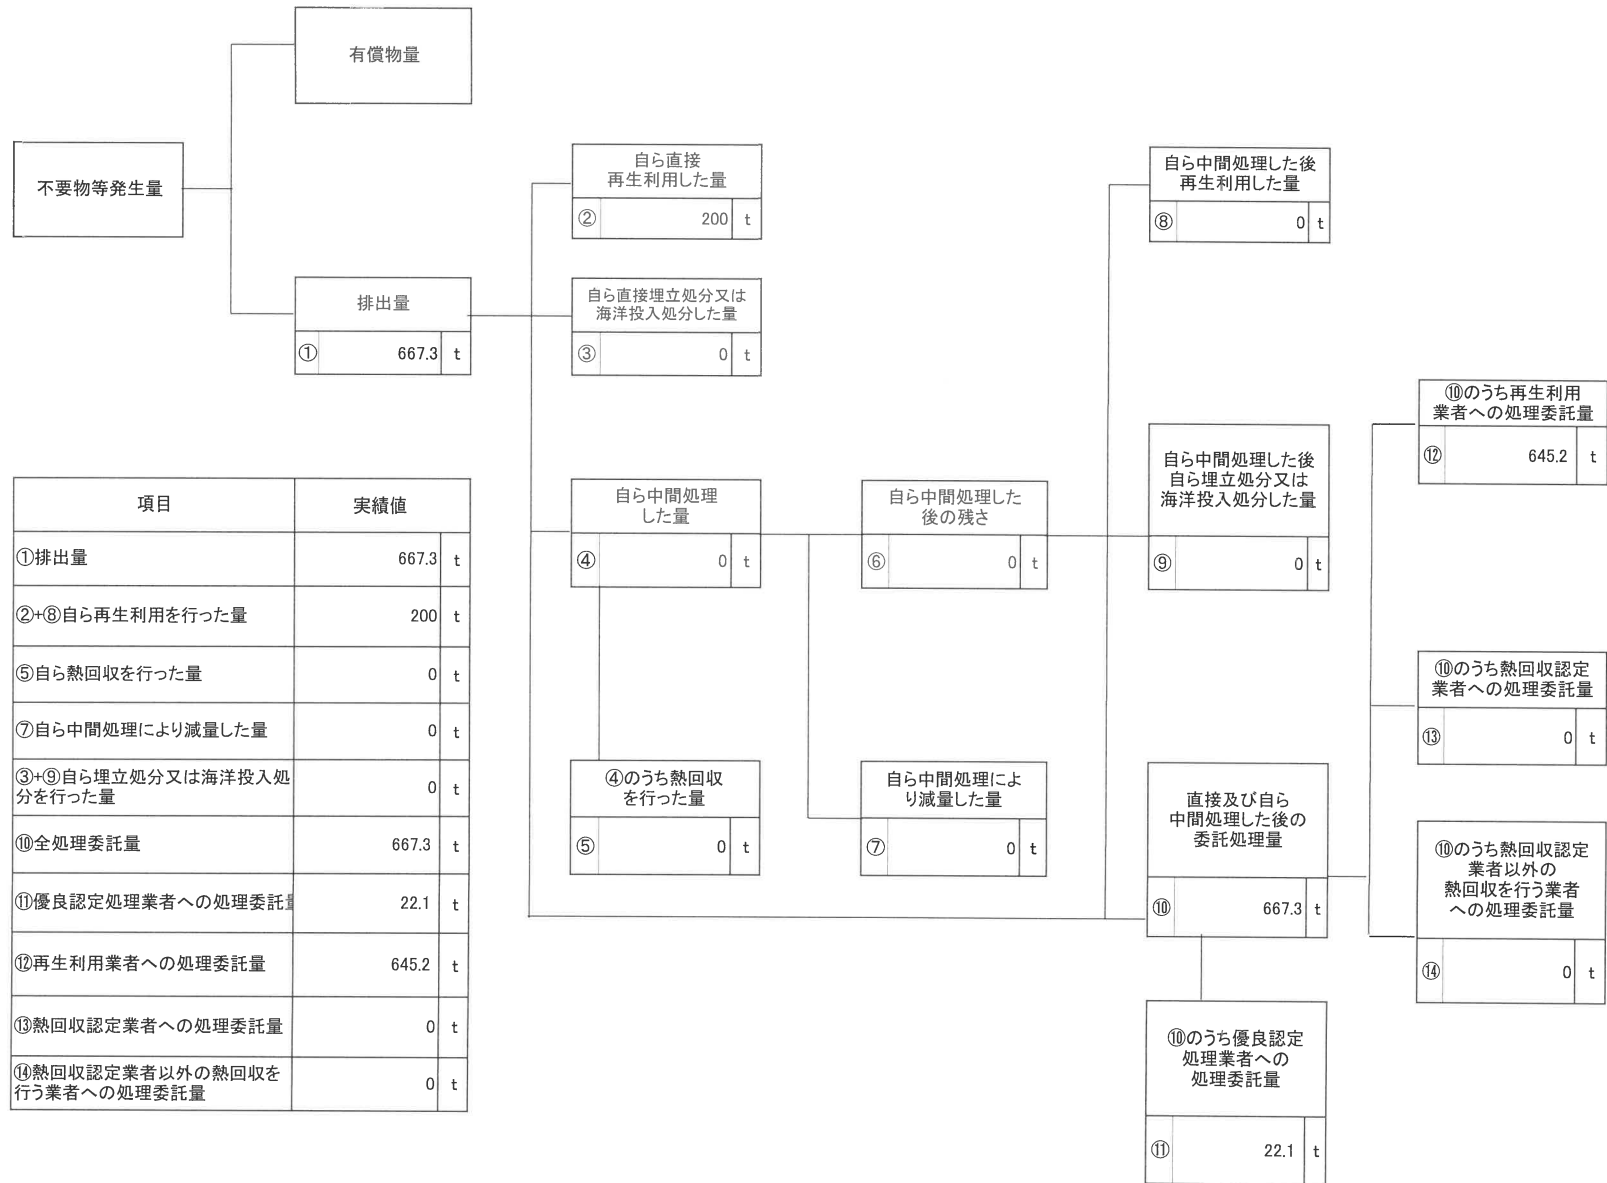 有償物量
不要物等発生量
排出量
① 667.3 t
自ら直接
再生利用した量
② 200 t
自ら直接埋立処分又は
海洋投入処分した量
③ 0 t
自ら中間処理
した量
④ 0 t
④のうち熱回収
を行った量
⑤ 0 t
自ら中間処理した
後の残さ
⑥ 0 t
自ら中間処理によ
り減量した量
⑦ 0 t
自ら中間処理した後
再生利用した量
⑧ 0 t
自ら中間処理した後
自ら埋立処分又は
海洋投入処分した量
⑨ 0 t
直接及び自ら
中間処理した後の
委託処理量
⑩ 667.3 t
⑩のうち優良認定
処理業者への
処理委託量
⑪ 22.1 t
⑩のうち再生利用
業者への処理委託量
⑫ 645.2 t
⑩のうち熱回収認定
業者への処理委託量
⑬ 0 t
⑩のうち熱回収認定
業者以外の
熱回収を行う業者
への処理委託量
⑭ 0 t
項目 実績値
①排出量 667.3 t
②+⑧自ら再生利用を行った量 200 t
⑤自ら熱回収を行った量 0 t
⑦自ら中間処理により減量した量 0 t
③+⑨自ら埋立処分又は海洋投入処
分を行った量 0 t
⑩全処理委託量 667.3 t
⑪優良認定処理業者への処理委託量 22.1 t
⑫再生利用業者への処理委託量 645.2 t
⑬熱回収認定業者への処理委託量 0 t
⑭熱回収認定業者以外の熱回収を
行う業者への処理委託量 0 t